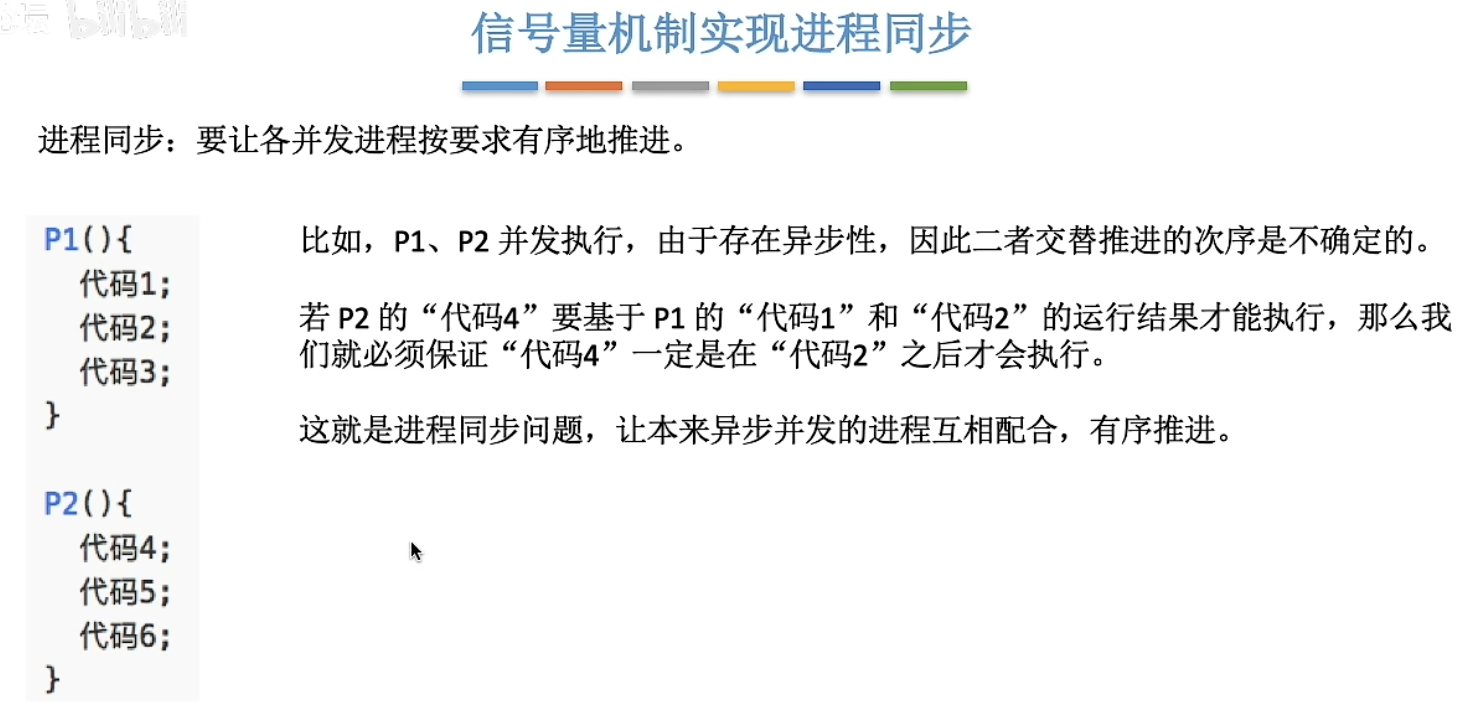 信号量机制实现进程同步
进程同步：要让各并发进程按要求有序地推进。
P1(){
代码1;
代码2;
代码3;
}
P2(){
代码4;
代码5;
代码6;
}
比如，P1、P2 并发执行，由于存在异步性，因此二者交替推进的次序是不确定的。
若 P2 的“代码4”要基于 P1 的“代码1”和“代码2”的运行结果才能执行，那么我
们就必须保证“代码4”一定是在“代码2”之后才会执行。
这就是进程同步问题，让本来异步并发的进程互相配合，有序推进。